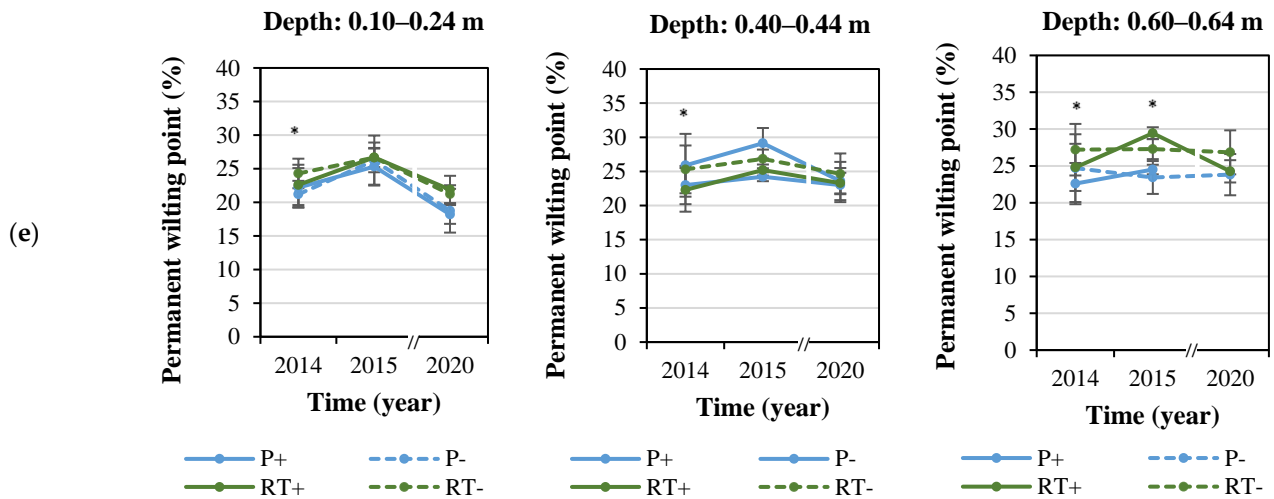 Depth: 0.10–0.24 m
Depth: 0.40–0.44 m
Depth: 0.60–0.64 m
(e)
Permanent wilting point (%)
40
35
30
25
20
15
10
5
0
*
2014 2015 // 2020
Time (year)
P+ P-
RT+ RT-
Permanent wilting point (%)
40
35
30
25
20
15
10
5
0
*
2014 2015 // 2020
Time (year)
P+ P-
RT+ RT-
Permanent wilting point (%)
40
35
30
25
20
15
10
5
0
* *
2014 2015 // 2020
Time (year)
P+ P-
RT+ RT-